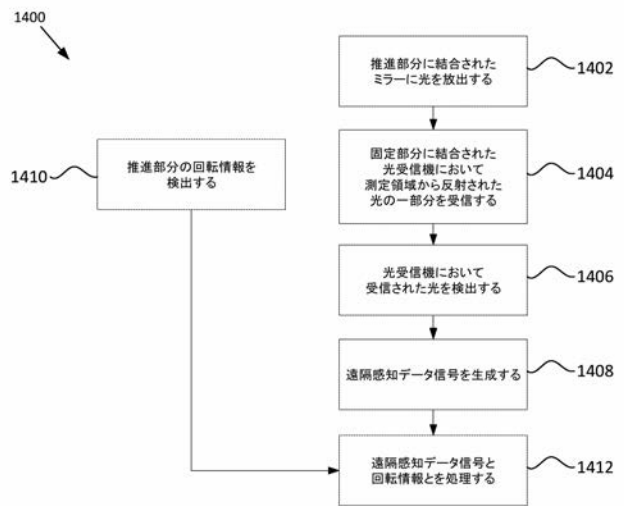 1400
推進部分に結合された
ミラーに光を放出する
1402
固定部分に結合された
光受信機において
測定領域から反射された
光の一部分を受信する
1404
推進部分の回転情報を
検出する
1410
光受信機において
受信された光を検出する
1406
遠隔感知データ信号を生成する
1408
遠隔感知データ信号と
回転情報とを処理する
1412